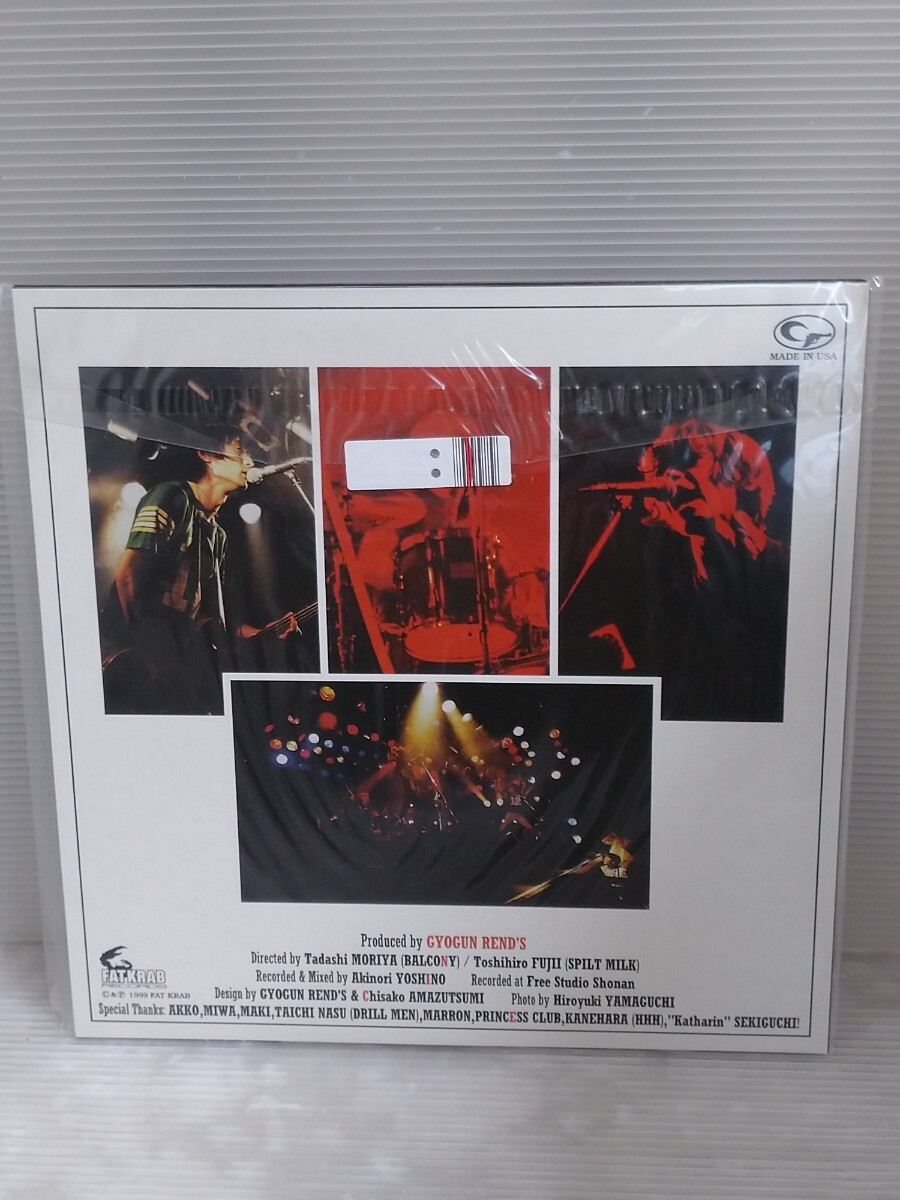 MADE IN USA
Produced by GYOGUN REND'S
Directed by Tadashi MORIYA (BALCONY) / Toshihiro FUJII (SPILT MILK)
Recorded & Mixed by Akinori YOSHINO Recorded at Free Studio Shonan
Design by GYOGUN REND'S & Chisako AMAZUTSUMI Photo by Hiroyuki YAMAGUCHI
Special Thanks: AKKO,MIWA,MAKI,TAICHI NASU (DRILL MEN),MARRON,PRINCESS CLUB,KANEHARA (HHH),"Katharin" SEKIGUCHI!
FAT KRAB
RECORDS
©&℗ 1999 FAT KRAB